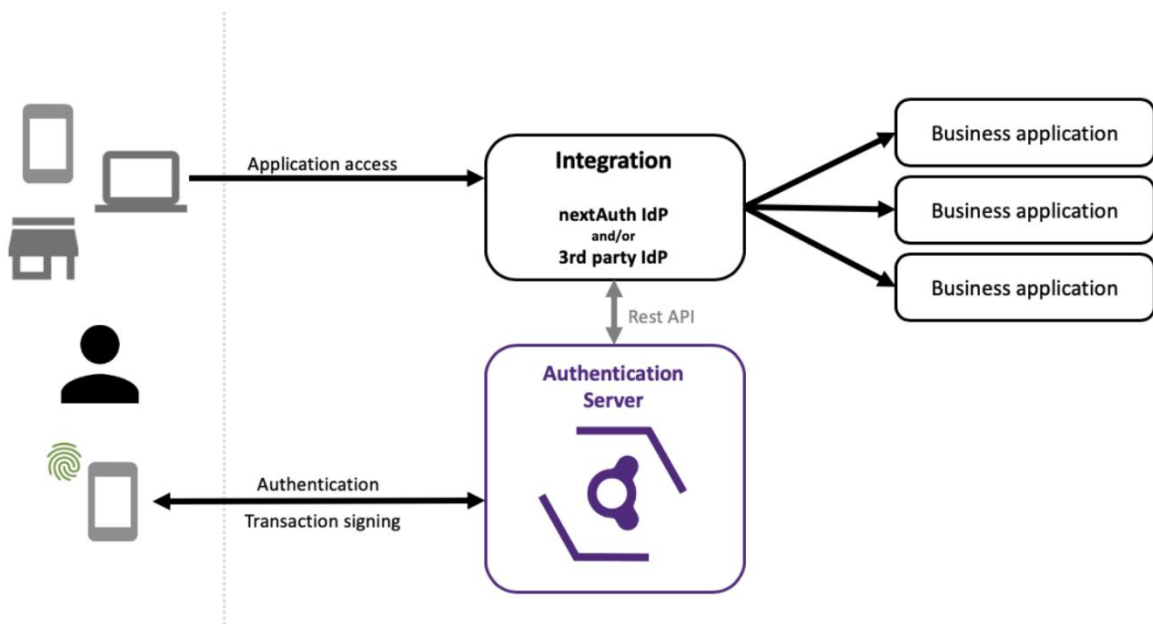 Application access
Integration
nextAuth IdP
and/or
3rd party IdP
Business application
Business application
Business application
Rest API
Authentication
Server
Authentication
Transaction signing